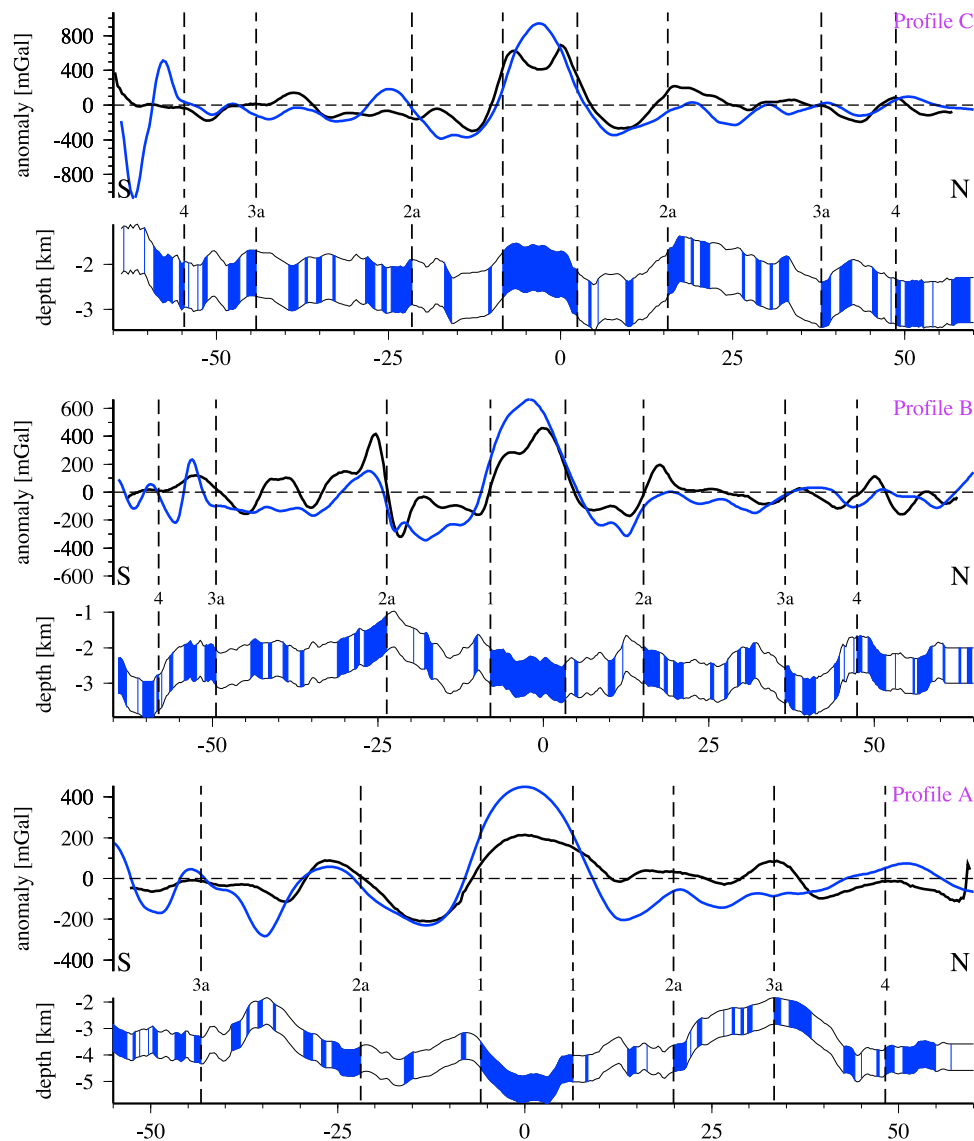 Profile C
anomaly [mGal]
800
400
0
-400
-800
S
N
4 3a 2a 1 1 2a 3a 4
depth [km]
-2
-3
-50 -25 0 25 50
Profile B
anomaly [mGal]
600
400
200
0
-200
-400
-600
S
N
4 3a 2a 1 1 2a 3a 4
depth [km]
-1
-2
-3
-50 -25 0 25 50
Profile A
anomaly [mGal]
400
200
0
-200
-400
S
N
3a 2a 1 1 2a 3a 4
depth [km]
-2
-3
-4
-5
-50 -25 0 25 50